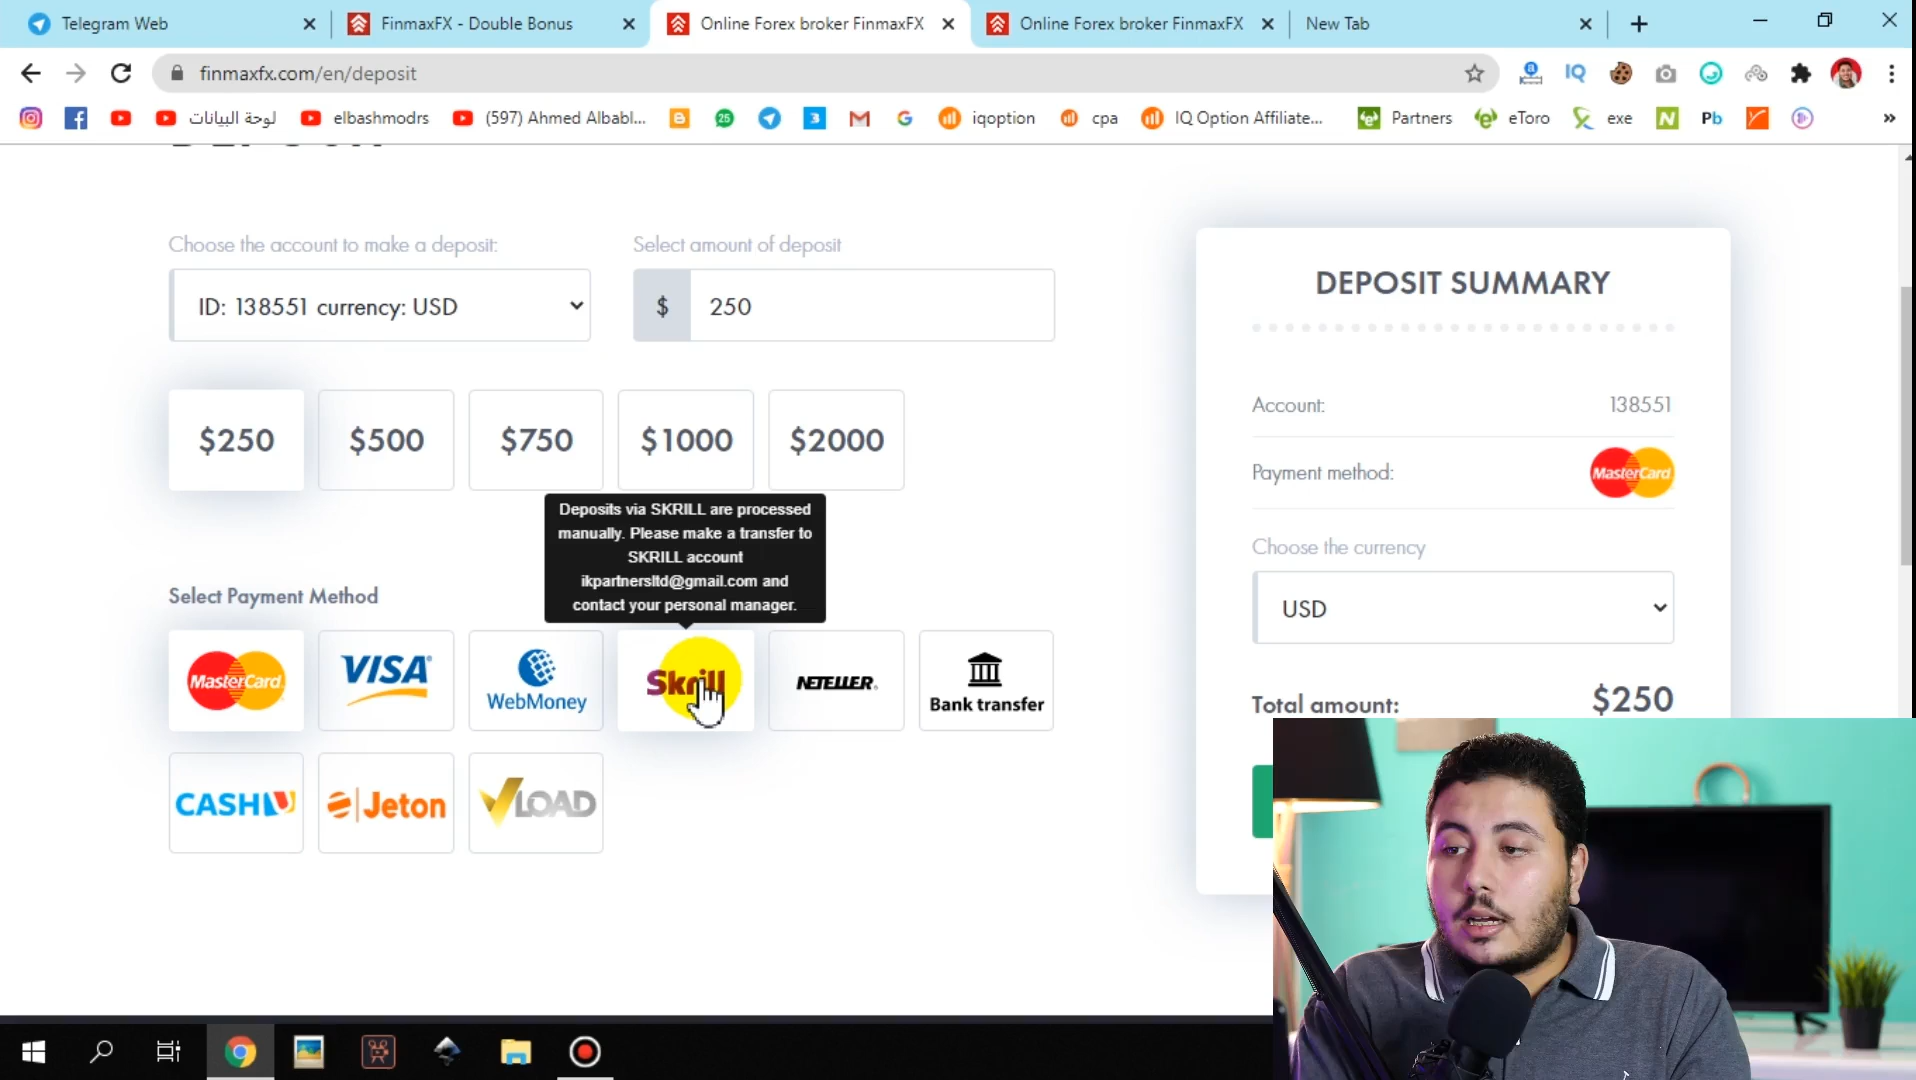 Telegram Web
FinmaxFX - Double Bonus
Online Forex broker FinmaxFX
Online Forex broker FinmaxFX
New Tab
finmaxfx.com/en/deposit
IQ
لوحة البيانات
elbashmodrs
(597) Ahmed Albabl...
25
iqoption
cpa
IQ Option Affiliate...
Partners
eToro
exe
N
Pb
Choose the account to make a deposit:
Select amount of deposit
ID: 138551 currency: USD
$ 250
$250
$500
$750
$1000
$2000
Deposits via SKRILL are processed
manually. Please make a transfer to
SKRILL account
ikpartnersltd@gmail.com and
contact your personal manager.
Select Payment Method
MasterCard
VISA
WebMoney
Skrill
NETELLER
Bank transfer
CASHU
Jeton
VLOAD
DEPOSIT SUMMARY
Account: 138551
Payment method: MasterCard
Choose the currency
USD
Total amount: $250